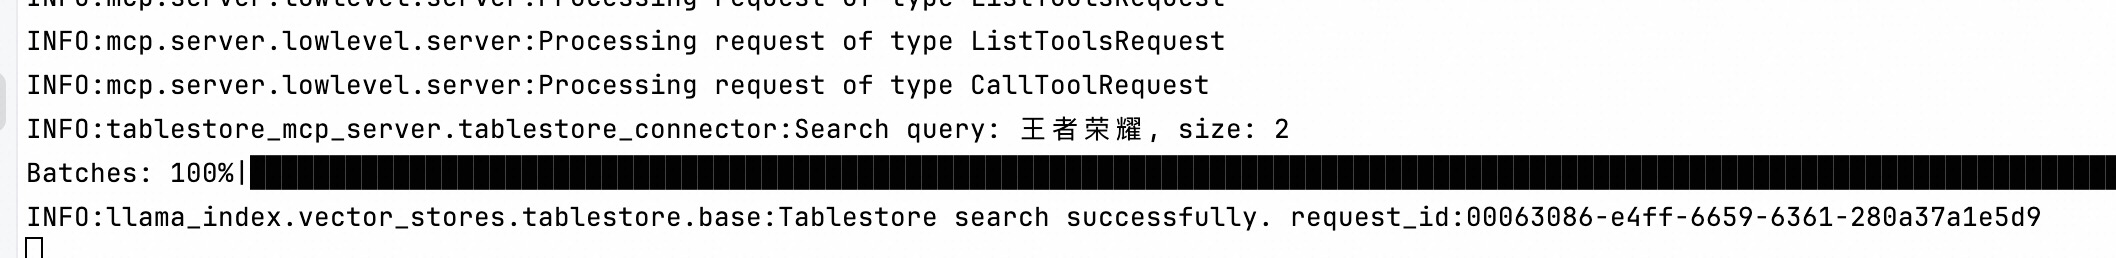 INFO:mcp.server.lowlevel.server:Processing request of type ListToolsRequest
INFO:mcp.server.lowlevel.server:Processing request of type ListToolsRequest
INFO:mcp.server.lowlevel.server:Processing request of type CallToolRequest
INFO:tablestore_mcp_server.tablestore_connector:Search query: 王者荣耀, size: 2
Batches: 100%|
INFO:llama_index.vector_stores.tablestore.base:Tablestore search successfully. request_id:00063086-e4ff-6659-6361-280a37a1e5d9